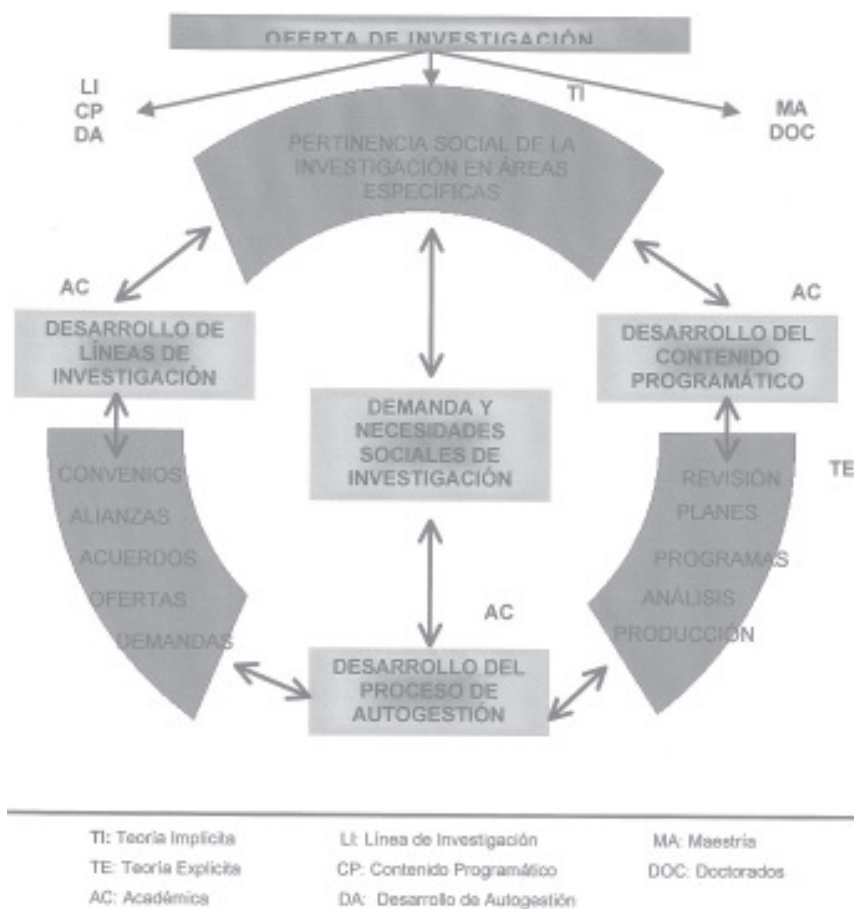 OFERTA DE INVESTIGACIÓN
LI
CP
DA
TI
MA
DOC
PERTINENCIA SOCIAL DE LA
INVESTIGACIÓN EN ÁREAS
ESPECÍFICAS
AC
AC
DESARROLLO DE
LÍNEAS DE
INVESTIGACIÓN
DESARROLLO DEL
CONTENIDO
PROGRAMÁTICO
DEMANDA Y
NECESIDADES
SOCIALES DE
INVESTIGACIÓN
CONVENIOS
ALIANZAS
ACUERDOS
OFERTAS
DEMANDAS
TE
REVISIÓN
PLANES
PROGRAMAS
ANÁLISIS
PRODUCCIÓN
AC
DESARROLLO DEL
PROCESO DE
AUTOGESTIÓN
TI: Teoría Implícita
TE: Teoría Explícita
AC: Académica
LI: Línea de Investigación
CP: Contenido Programático
DA: Desarrollo de Autogestión
MA: Maestría
DOC: Doctorados